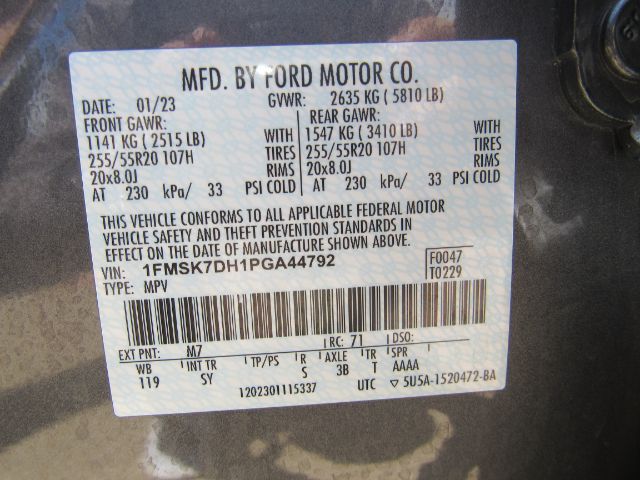 MFD. BY FORD MOTOR CO.
DATE: 01/23 GVWR: 2635 KG ( 5810 LB)
FRONT GAWR: REAR GAWR:
1141 KG ( 2515 LB) WITH 1547 KG ( 3410 LB) WITH
255/55R20 107H TIRES 255/55R20 107H TIRES
20x8.0J RIMS 20x8.0J RIMS
AT 230 kPa/ 33 PSI COLD AT 230 kPa/ 33 PSI COLD
THIS VEHICLE CONFORMS TO ALL APPLICABLE FEDERAL MOTOR
VEHICLE SAFETY AND THEFT PREVENTION STANDARDS IN
EFFECT ON THE DATE OF MANUFACTURE SHOWN ABOVE.
VIN: 1FMSK7DH1PGA44792 F0047
TYPE: MPV T0229
EXT PNT: M7 RC: 71 DSO:
WB INT TR TP/PS R AXLE TR SPR
119 SY S 3B T AAAA
1202301115337 UTC ▽ 5U5A-1520472-BA